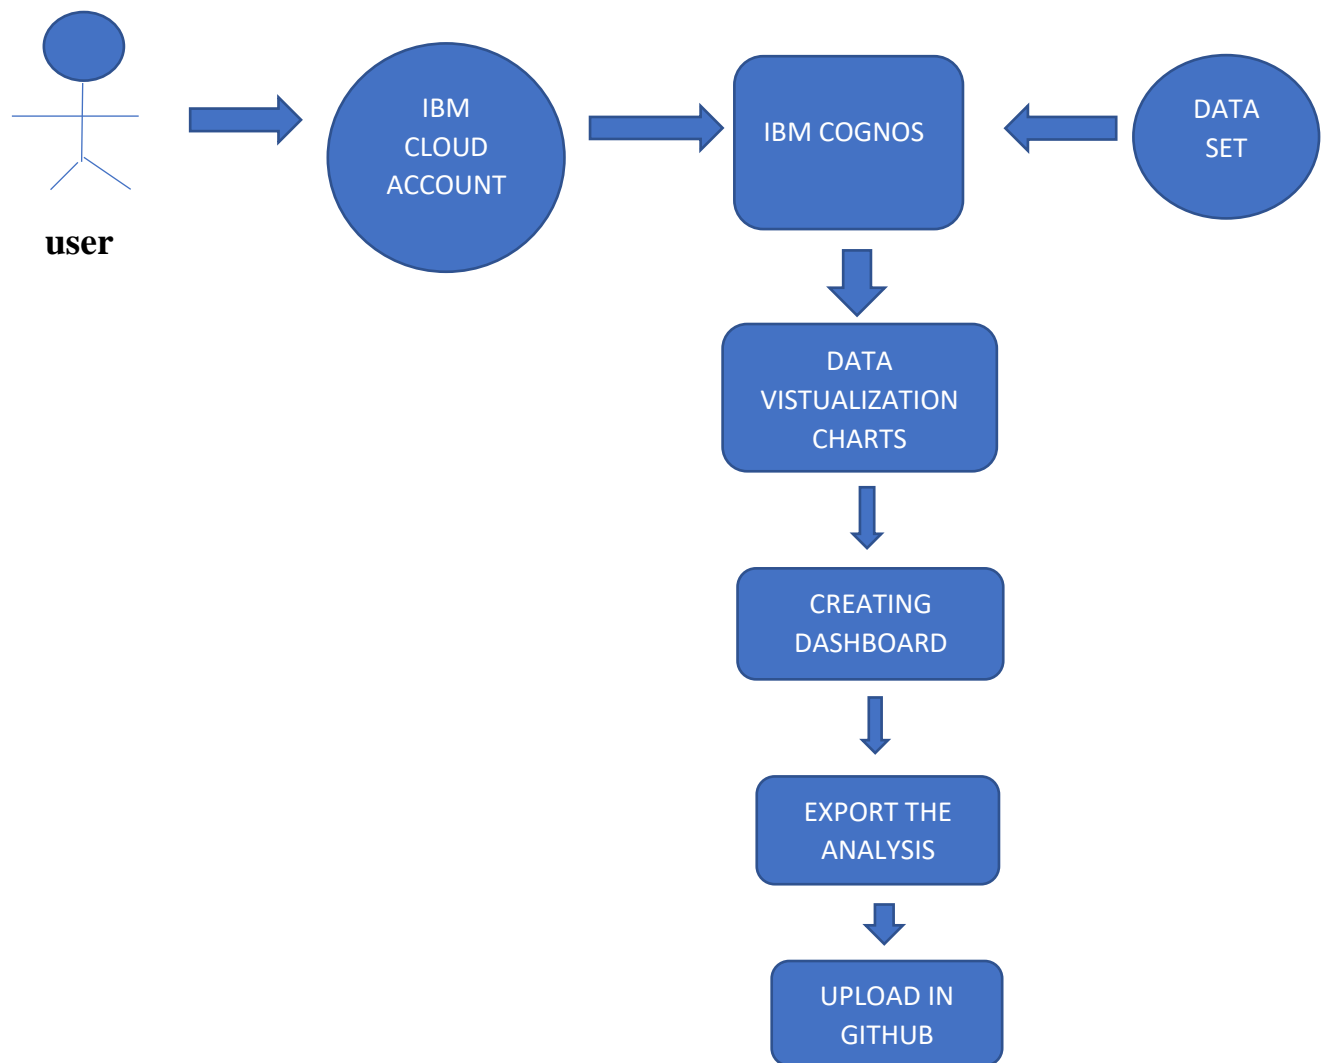 user
IBM
CLOUD
ACCOUNT
IBM COGNOS
DATA
SET
DATA
VISTUALIZATION
CHARTS
CREATING
DASHBOARD
EXPORT THE
ANALYSIS
UPLOAD IN
GITHUB